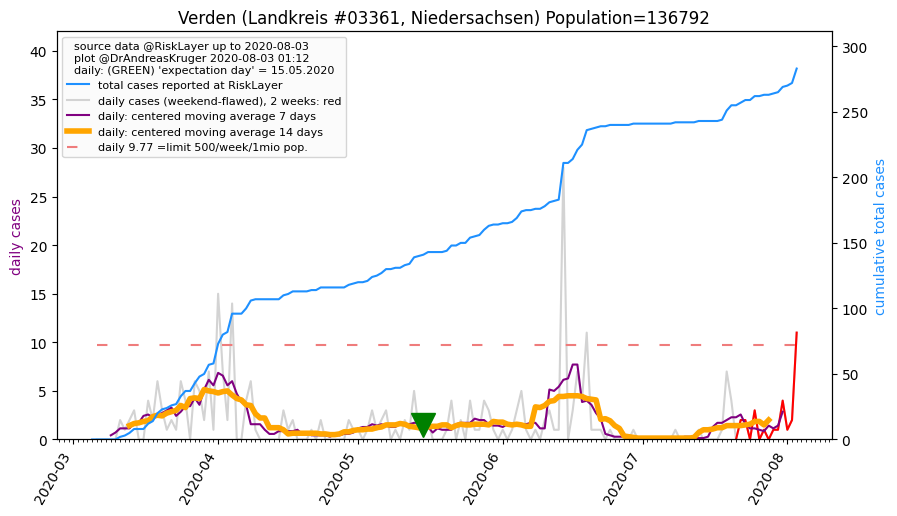 Verden (Landkreis #03361, Niedersachsen) Population=136792
source data @RiskLayer up to 2020-08-03
plot @DrAndreasKruger 2020-08-03 01:12
daily: (GREEN) 'expectation day' = 15.05.2020
total cases reported at RiskLayer
daily cases (weekend-flawed), 2 weeks: red
daily: centered moving average 7 days
daily: centered moving average 14 days
daily 9.77 =limit 500/week/1mio pop.
daily cases
40
35
30
25
20
15
10
5
0
300
250
200
150
100
50
0
cumulative total cases
2020-03
2020-04
2020-05
2020-06
2020-07
2020-08